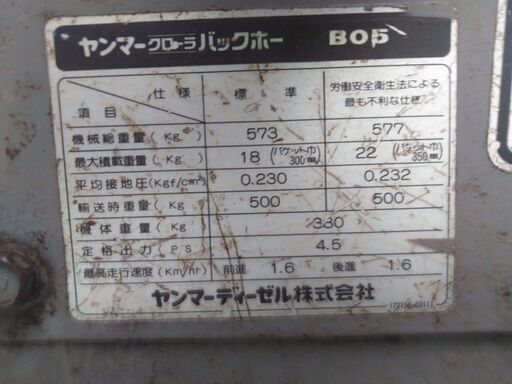 ヤンマークローラバックホー B05
仕様 標準 労働安全衛生法による最も不利な仕様
項目
機械総重量(Kg) 573 577
最大積載重量(Kg) 18(バケット巾300mm) 22(バケット巾350mm)
平均接地圧(Kgf/cm²) 0.230 0.232
輸送時重量(Kg) 500 500
機体重量(Kg) 380
定格出力(PS) 4.5
最高走行速度(Km/hr) 前進 1.6 後進 1.6
ヤンマーディーゼル株式会社